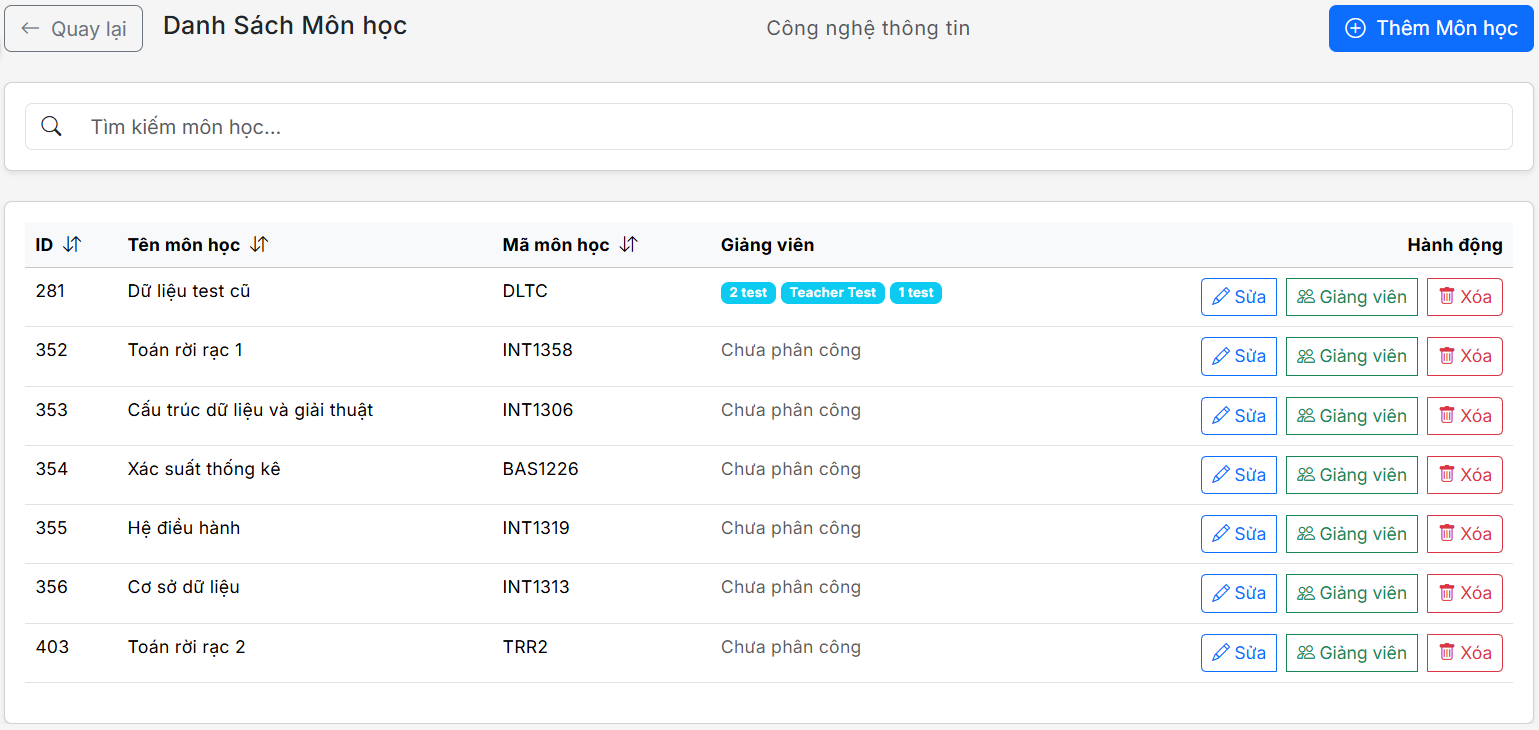 Quay lại Danh Sách Môn học Công nghệ thông tin Thêm Môn học
Tìm kiếm môn học...
ID Tên môn học Mã môn học Giảng viên Hành động
281 Dữ liệu test cũ DLTC 2 test Teacher Test 1 test Sửa Giảng viên Xóa
352 Toán rời rạc 1 INT1358 Chưa phân công Sửa Giảng viên Xóa
353 Cấu trúc dữ liệu và giải thuật INT1306 Chưa phân công Sửa Giảng viên Xóa
354 Xác suất thống kê BAS1226 Chưa phân công Sửa Giảng viên Xóa
355 Hệ điều hành INT1319 Chưa phân công Sửa Giảng viên Xóa
356 Cơ sở dữ liệu INT1313 Chưa phân công Sửa Giảng viên Xóa
403 Toán rời rạc 2 TRR2 Chưa phân công Sửa Giảng viên Xóa